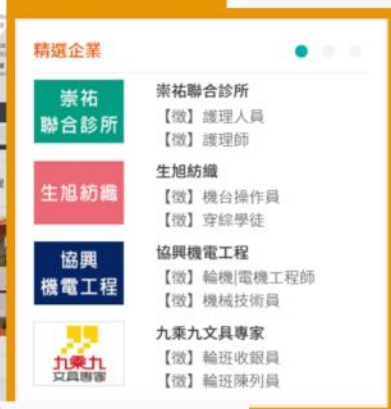 精選企業
崇祐
聯合診所
崇祐聯合診所
【徵】護理人員
【徵】護理師
生旭紡織
生旭紡織
【徵】機台操作員
【徵】穿綜學徒
協興
機電工程
協興機電工程
【徵】輪機|電機工程師
【徵】機械技術員
九乘九
文具專家
九乘九文具專家
【徵】輪班收銀員
【徵】輪班陳列員